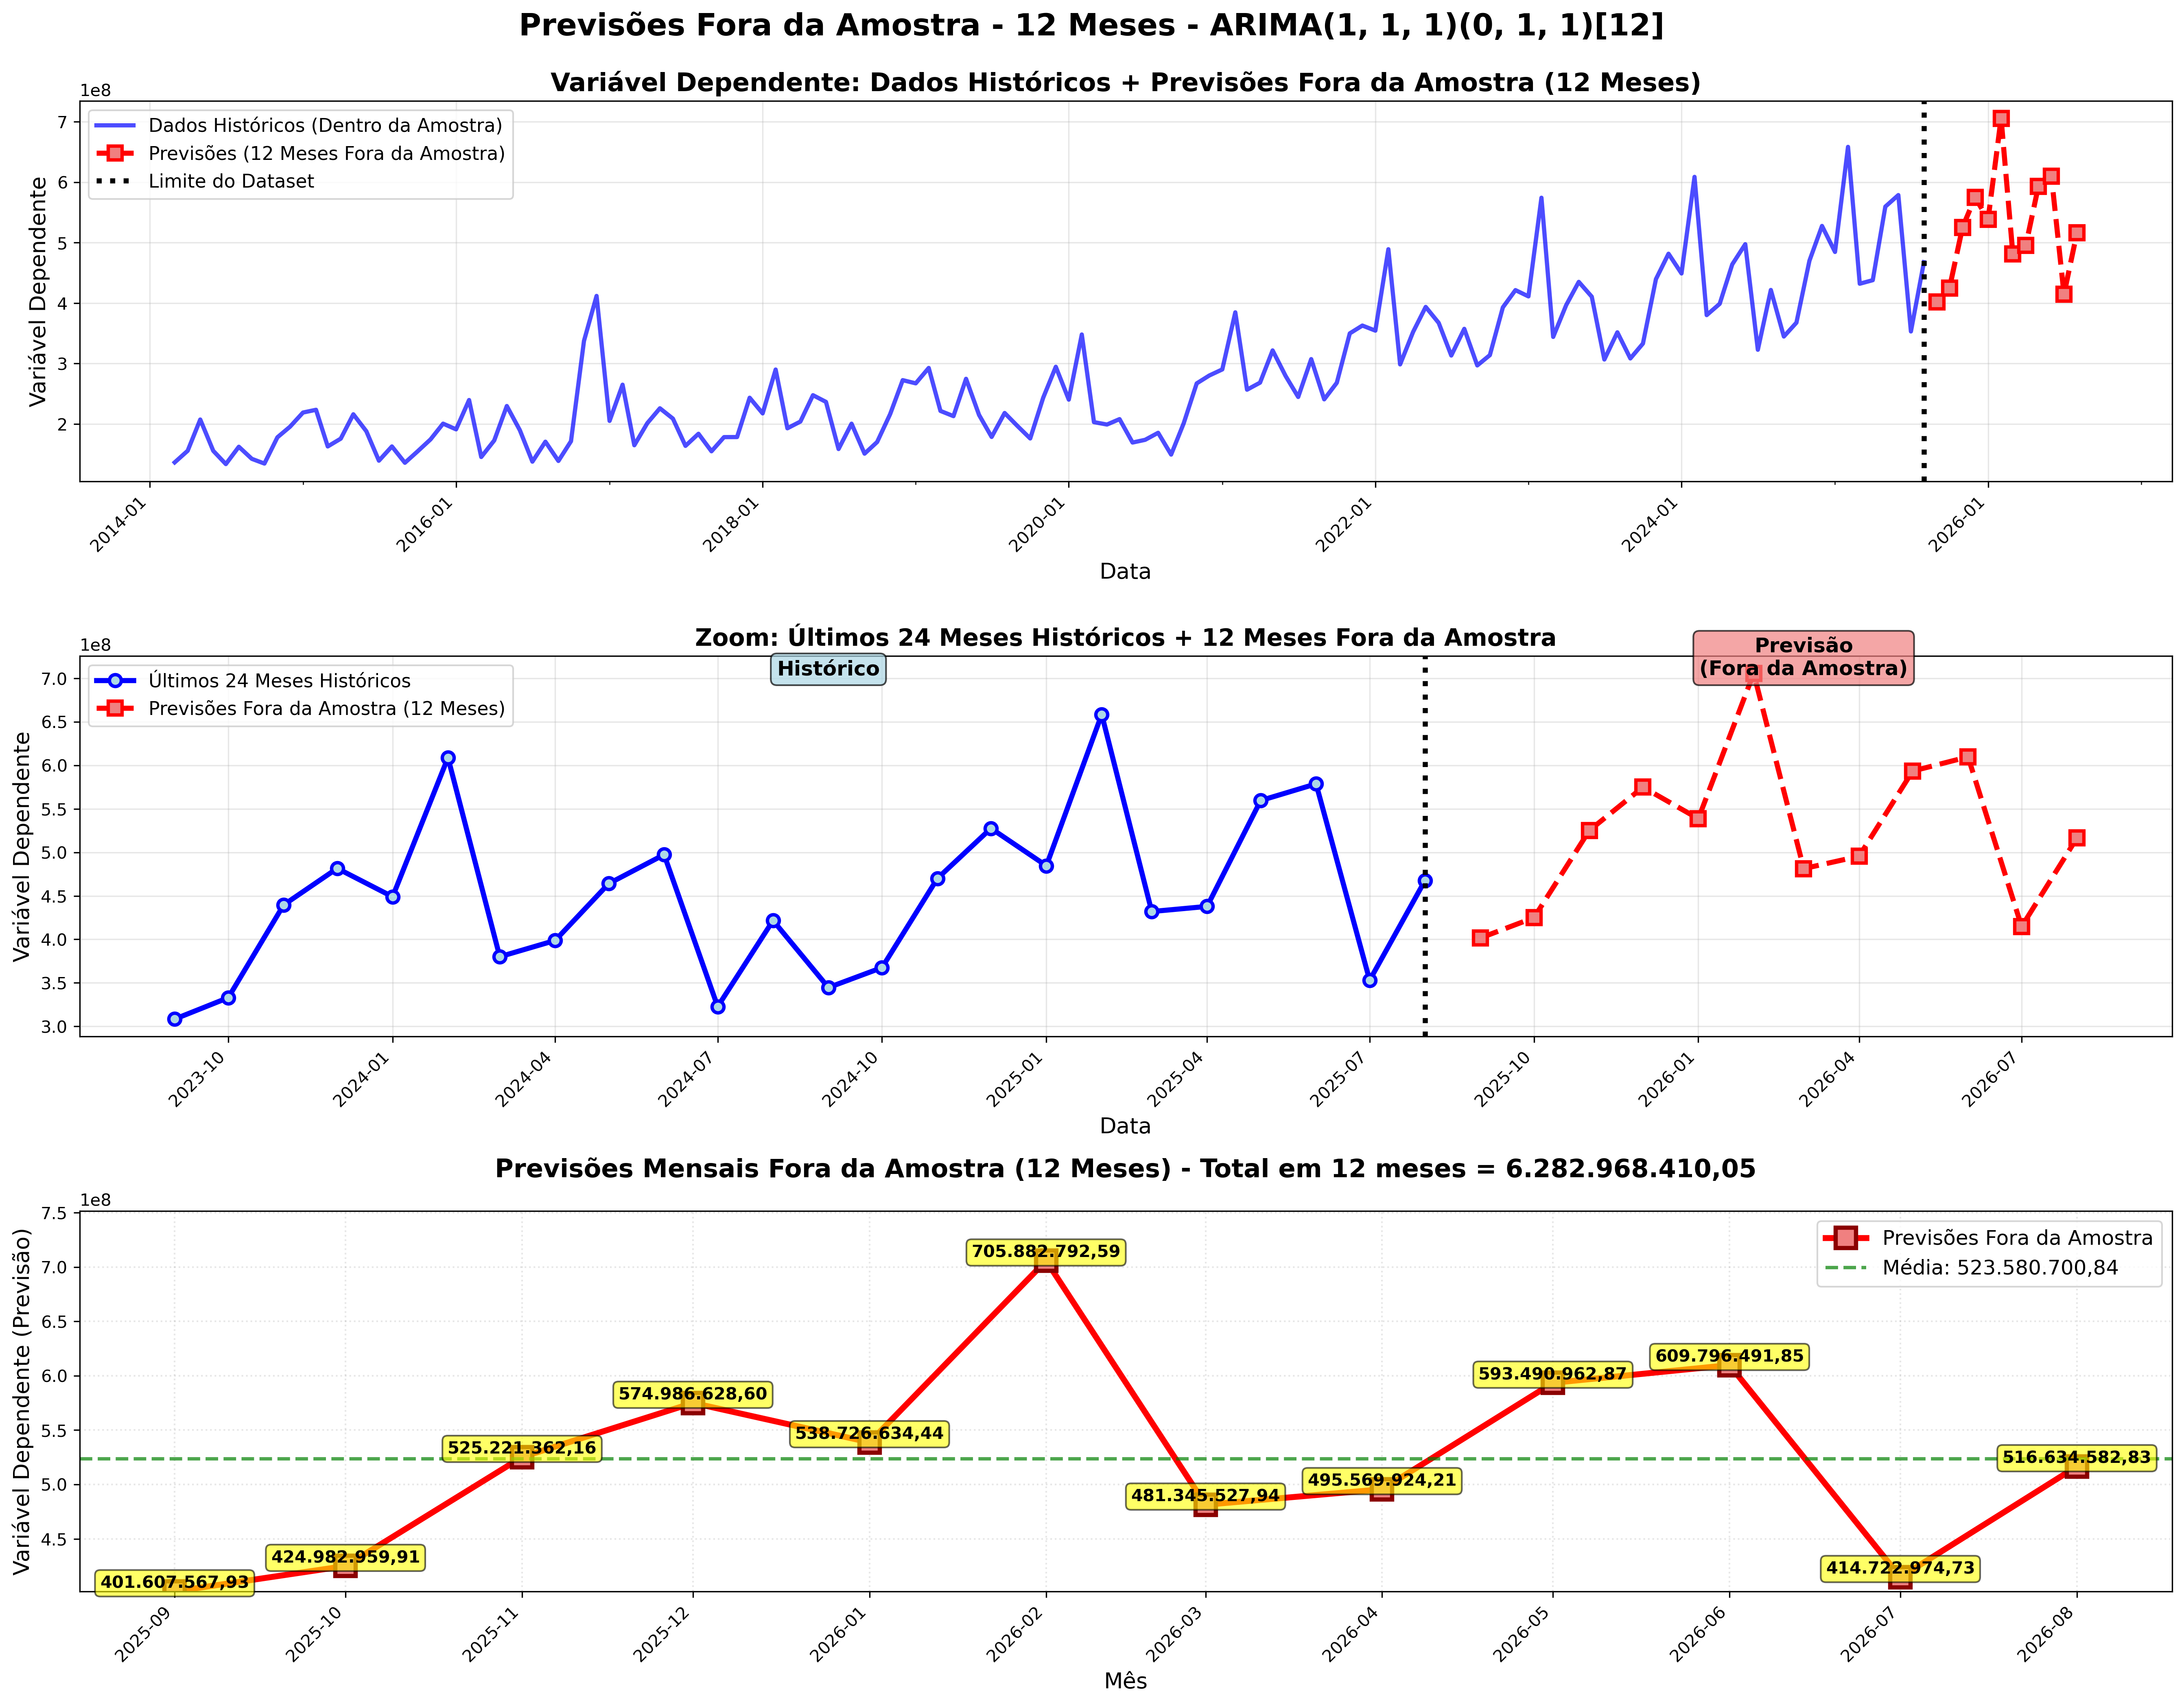 Previsões Fora da Amostra - 12 Meses - ARIMA(1, 1, 1)(0, 1, 1)[12]
Variável Dependente: Dados Históricos + Previsões Fora da Amostra (12 Meses)
1e8
Dados Históricos (Dentro da Amostra)
Previsões (12 Meses Fora da Amostra)
Limite do Dataset
Variável Dependente
7
6
5
4
3
2
2014-01
2016-01
2018-01
2020-01
2022-01
2024-01
2026-01
Data
Zoom: Últimos 24 Meses Históricos + 12 Meses Fora da Amostra
1e8
Últimos 24 Meses Históricos
Previsões Fora da Amostra (12 Meses)
Histórico
Previsão
(Fora da Amostra)
Variável Dependente
7.0
6.5
6.0
5.5
5.0
4.5
4.0
3.5
3.0
2023-10
2024-01
2024-04
2024-07
2024-10
2025-01
2025-04
2025-07
2025-10
2026-01
2026-04
2026-07
Data
Previsões Mensais Fora da Amostra (12 Meses) - Total em 12 meses = 6.282.968.410,05
1e8
Previsões Fora da Amostra
Média: 523.580.700,84
Variável Dependente (Previsão)
7.5
7.0
6.5
6.0
5.5
5.0
4.5
401.607.567,93
424.982.959,91
525.221.362,16
574.986.628,60
538.726.634,44
705.882.792,59
481.345.527,94
495.569.924,21
593.490.962,87
609.796.491,85
414.722.974,73
516.634.582,83
2025-09
2025-10
2025-11
2025-12
2026-01
2026-02
2026-03
2026-04
2026-05
2026-06
2026-07
2026-08
Mês